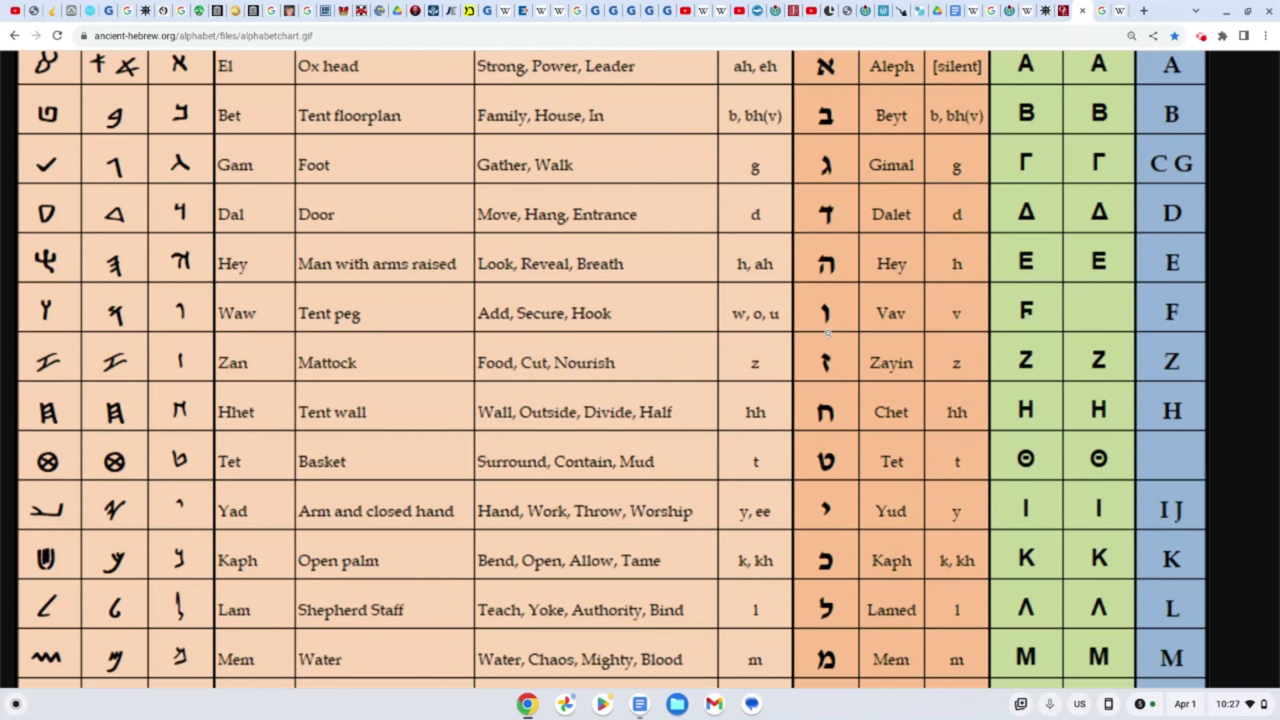 ancient-hebrew.org/alphabet/files/alphabetchart.gif
El Ox head Strong, Power, Leader ah, eh א Aleph [silent] Α Α A
Bet Tent floorplan Family, House, In b, bh(v) ב Beyt b, bh(v) Β Β B
Gam Foot Gather, Walk g ג Gimal g Γ Γ C G
Dal Door Move, Hang, Entrance d ד Dalet d Δ Δ D
Hey Man with arms raised Look, Reveal, Breath h, ah ה Hey h Ε Ε E
Waw Tent peg Add, Secure, Hook w, o, u ו Vav v F F
Zan Mattock Food, Cut, Nourish z ז Zayin z Ζ Ζ Z
Hhet Tent wall Wall, Outside, Divide, Half hh ח Chet hh Η Η H
Tet Basket Surround, Contain, Mud t ט Tet t Θ Θ
Yad Arm and closed hand Hand, Work, Throw, Worship y, ee י Yud y Ι Ι I J
Kaph Open palm Bend, Open, Allow, Tame k, kh כ Kaph k, kh Κ Κ K
Lam Shepherd Staff Teach, Yoke, Authority, Bind l ל Lamed l Λ Λ L
Mem Water Water, Chaos, Mighty, Blood m מ Mem m Μ Μ M
US Apr 1 10:27